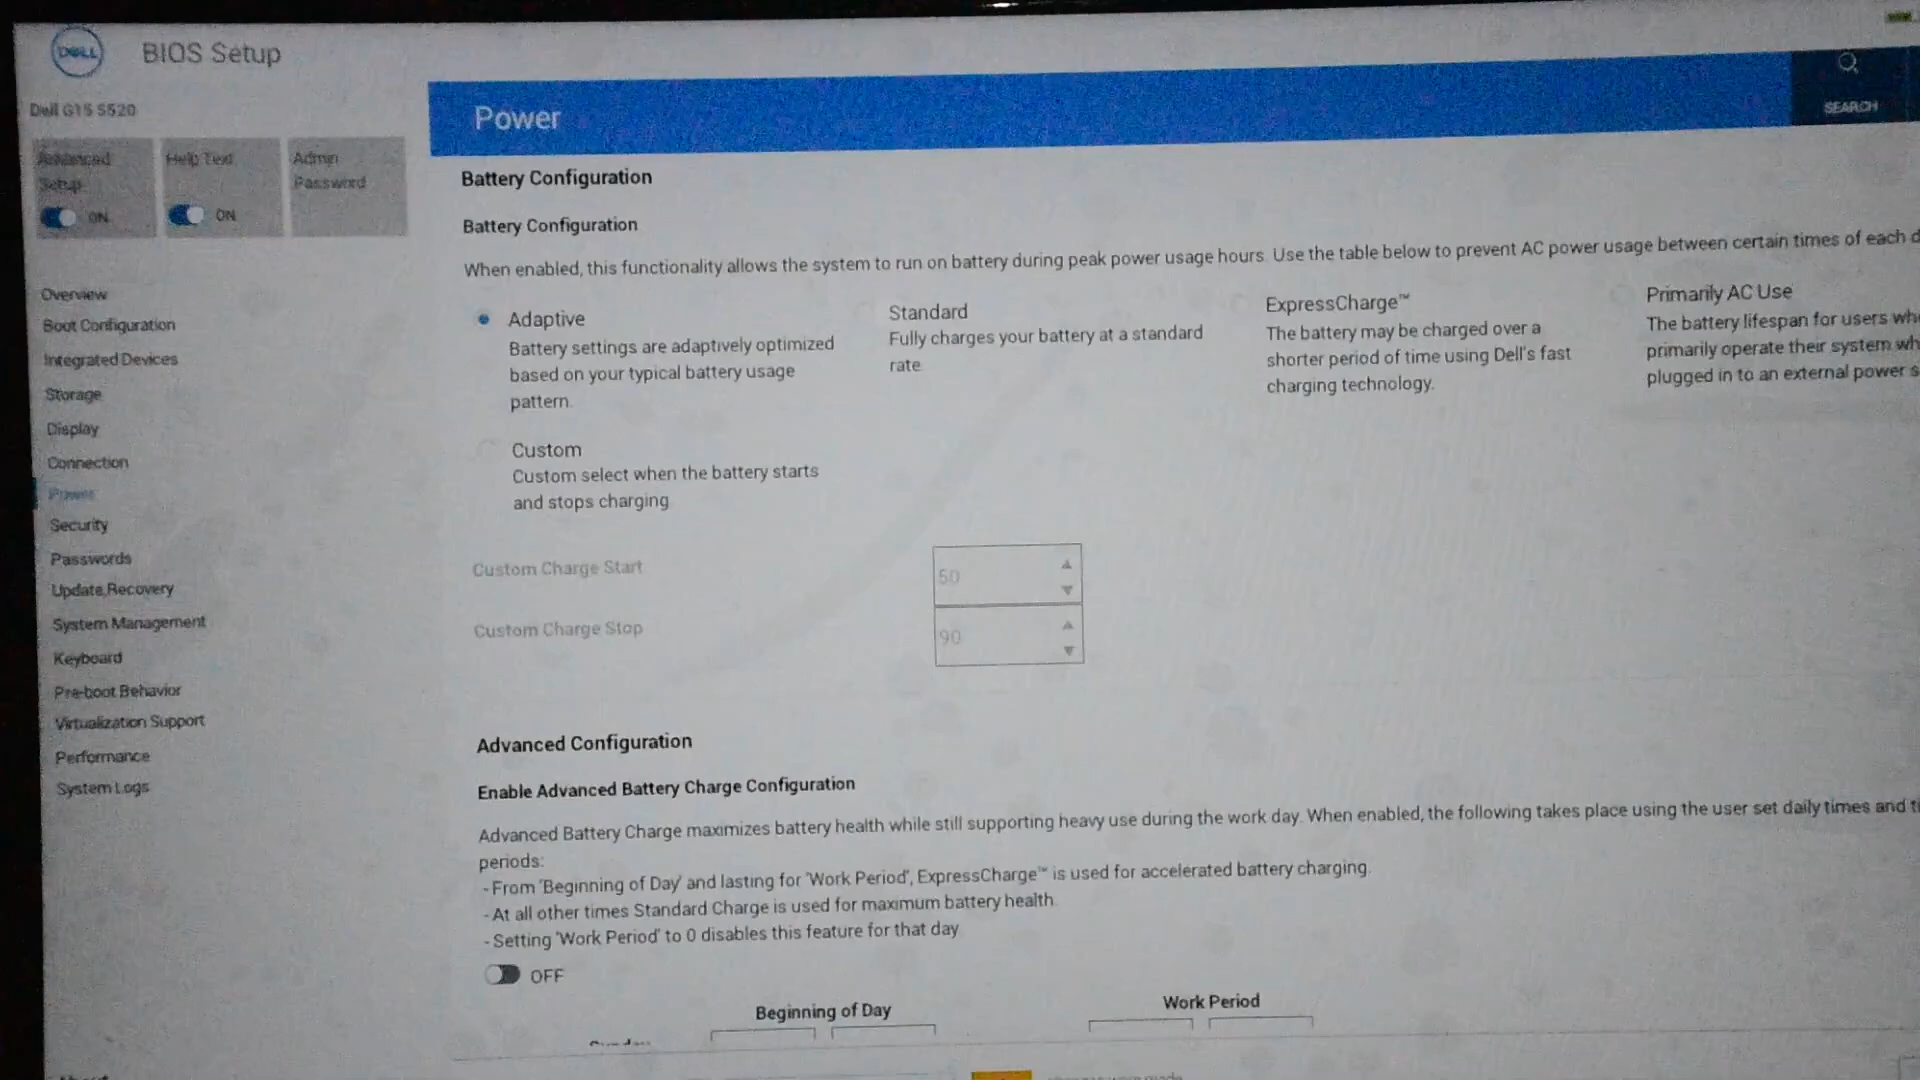 DELL
BIOS Setup
Dell G15 5520
Advanced
Setup
ON
Help Text
ON
Admin
Password
Overview
Boot Configuration
Integrated Devices
Storage
Display
Connection
Power
Security
Passwords
Update,Recovery
System Management
Keyboard
Pre-boot Behavior
Virtualization Support
Performance
System Logs
Power
SEARCH
Battery Configuration
Battery Configuration
When enabled, this functionality allows the system to run on battery during peak power usage hours. Use the table below to prevent AC power usage between certain times of each
Adaptive
Battery settings are adaptively optimized
based on your typical battery usage
pattern.
Standard
Fully charges your battery at a standard
rate.
ExpressCharge™
The battery may be charged over a
shorter period of time using Dell's fast
charging technology.
Primarily AC Use
The battery lifespan for users
primarily operate their system
plugged in to an external power
Custom
Custom select when the battery starts
and stops charging
Custom Charge Start
50
Custom Charge Stop
90
Advanced Configuration
Enable Advanced Battery Charge Configuration
Advanced Battery Charge maximizes battery health while still supporting heavy use during the work day. When enabled, the following takes place using the user set daily times and
periods:
- From 'Beginning of Day' and lasting for 'Work Period', ExpressCharge™ is used for accelerated battery charging.
- At all other times Standard Charge is used for maximum battery health.
- Setting 'Work Period' to 0 disables this feature for that day
OFF
Beginning of Day
Work Period